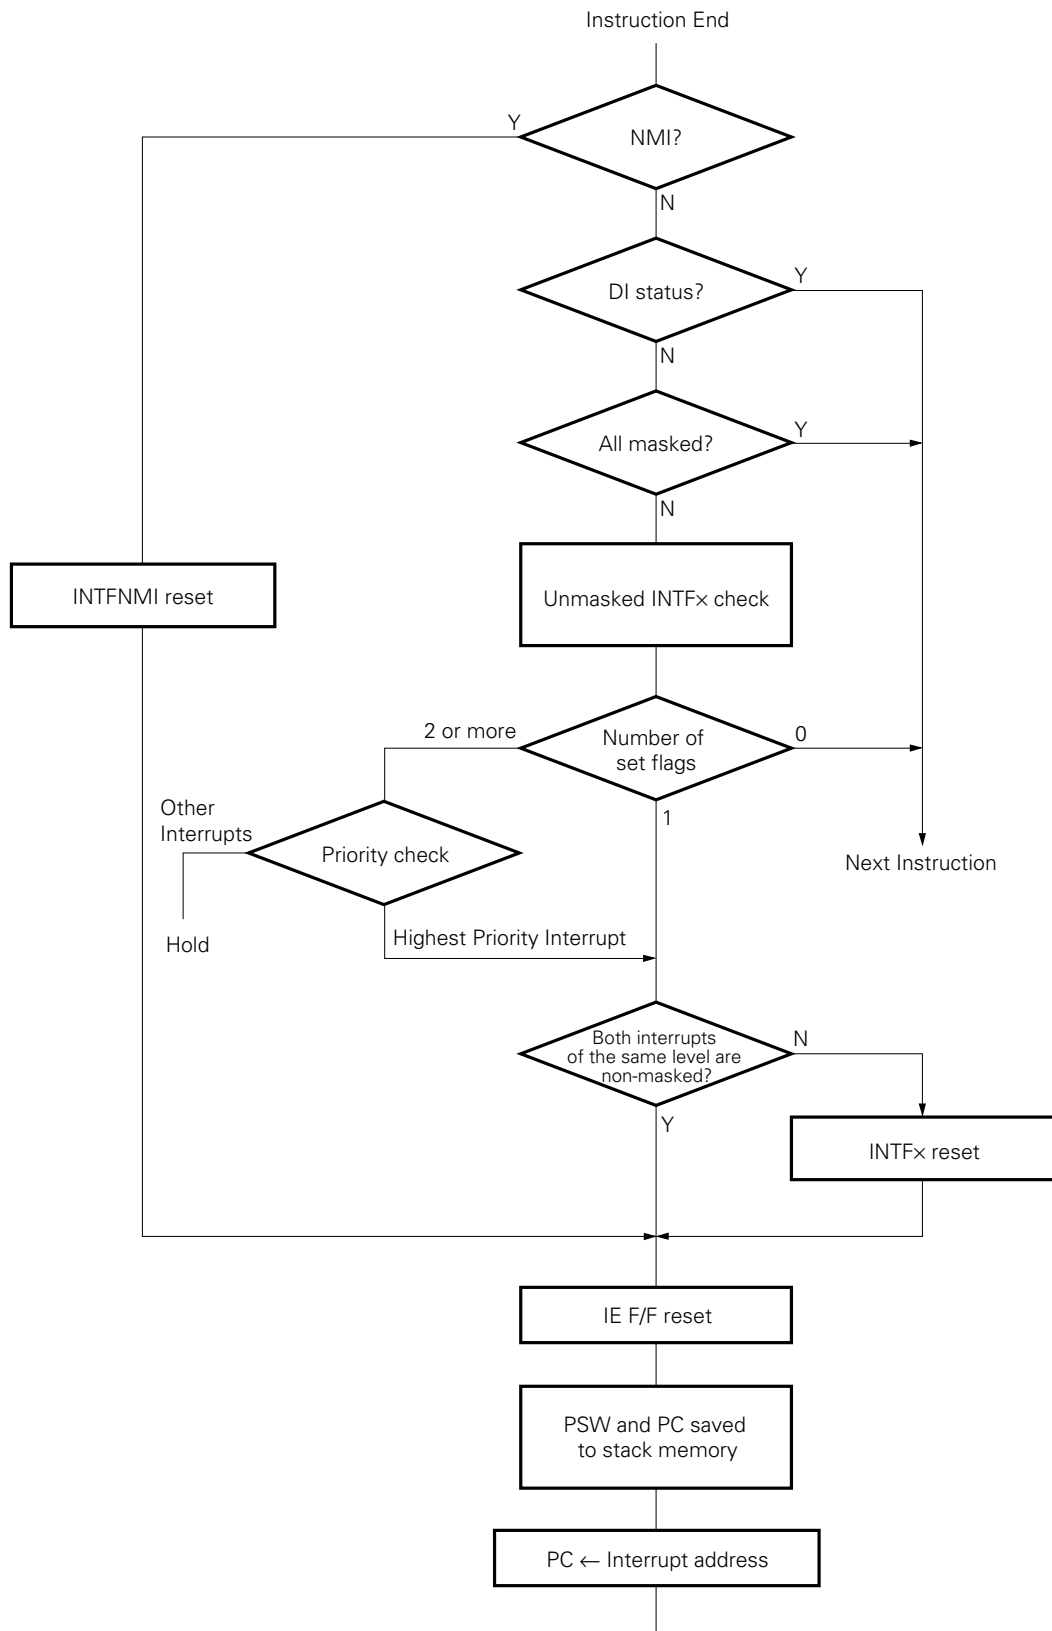 Instruction End
Y
NMI?
N
DI status?
Y
N
All masked?
Y
N
INTFNMI reset
Unmasked INTF× check
2 or more
Number of
set flags
0
1
Other
Interrupts
Priority check
Next Instruction
Hold
Highest Priority Interrupt
Both interrupts
of the same level are
non-masked?
N
Y
INTF× reset
IE F/F reset
PSW and PC saved
to stack memory
PC ← Interrupt address